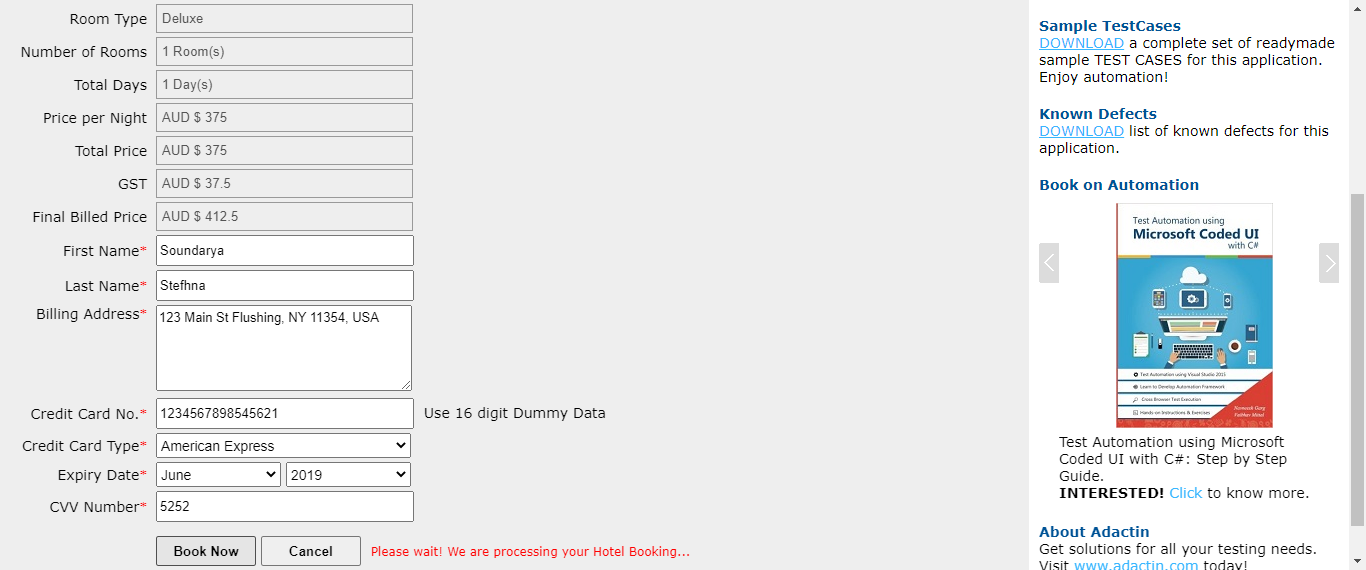 Room Type Deluxe
Number of Rooms 1 Room(s)
Total Days 1 Day(s)
Price per Night AUD $ 375
Total Price AUD $ 375
GST AUD $ 37.5
Final Billed Price AUD $ 412.5
First Name* Soundarya
Last Name* Stefhna
Billing Address* 123 Main St Flushing, NY 11354, USA
Credit Card No.* 1234567898545621 Use 16 digit Dummy Data
Credit Card Type* American Express
Expiry Date* June 2019
CVV Number* 5252
Book Now Cancel Please wait! We are processing your Hotel Booking...
Sample TestCases
DOWNLOAD a complete set of readymade
sample TEST CASES for this application.
Enjoy automation!
Known Defects
DOWNLOAD list of known defects for this
application.
Book on Automation
Test Automation using
Microsoft Coded UI
with C#
Test Automation using Visual Studio 2015
Learn to Develop Automation Framework
Cross Browser Test Execution
Hands-on Instructions & Exercises
Navneesh Garg
Vaibhav Mittal
Test Automation using Microsoft
Coded UI with C#: Step by Step
Guide.
INTERESTED! Click to know more.
About Adactin
Get solutions for all your testing needs.
Visit www.adactin.com today!